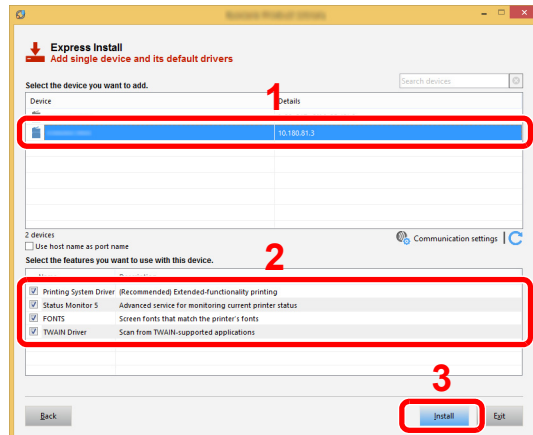 Express Install
Add single device and its default drivers
Select the device you want to add.
Search devices
1
Device Details
10.180.81.3
2 devices
Communication settings
Use host name as port name
2
Select the features you want to use with this device.
Printing System Driver (Recommended) Extended-functionality printing
Status Monitor 5 Advanced service for monitoring current printer status
FONTS Screen fonts that match the printer's fonts
TWAIN Driver Scan from TWAIN-supported applications
3
Back Install Exit